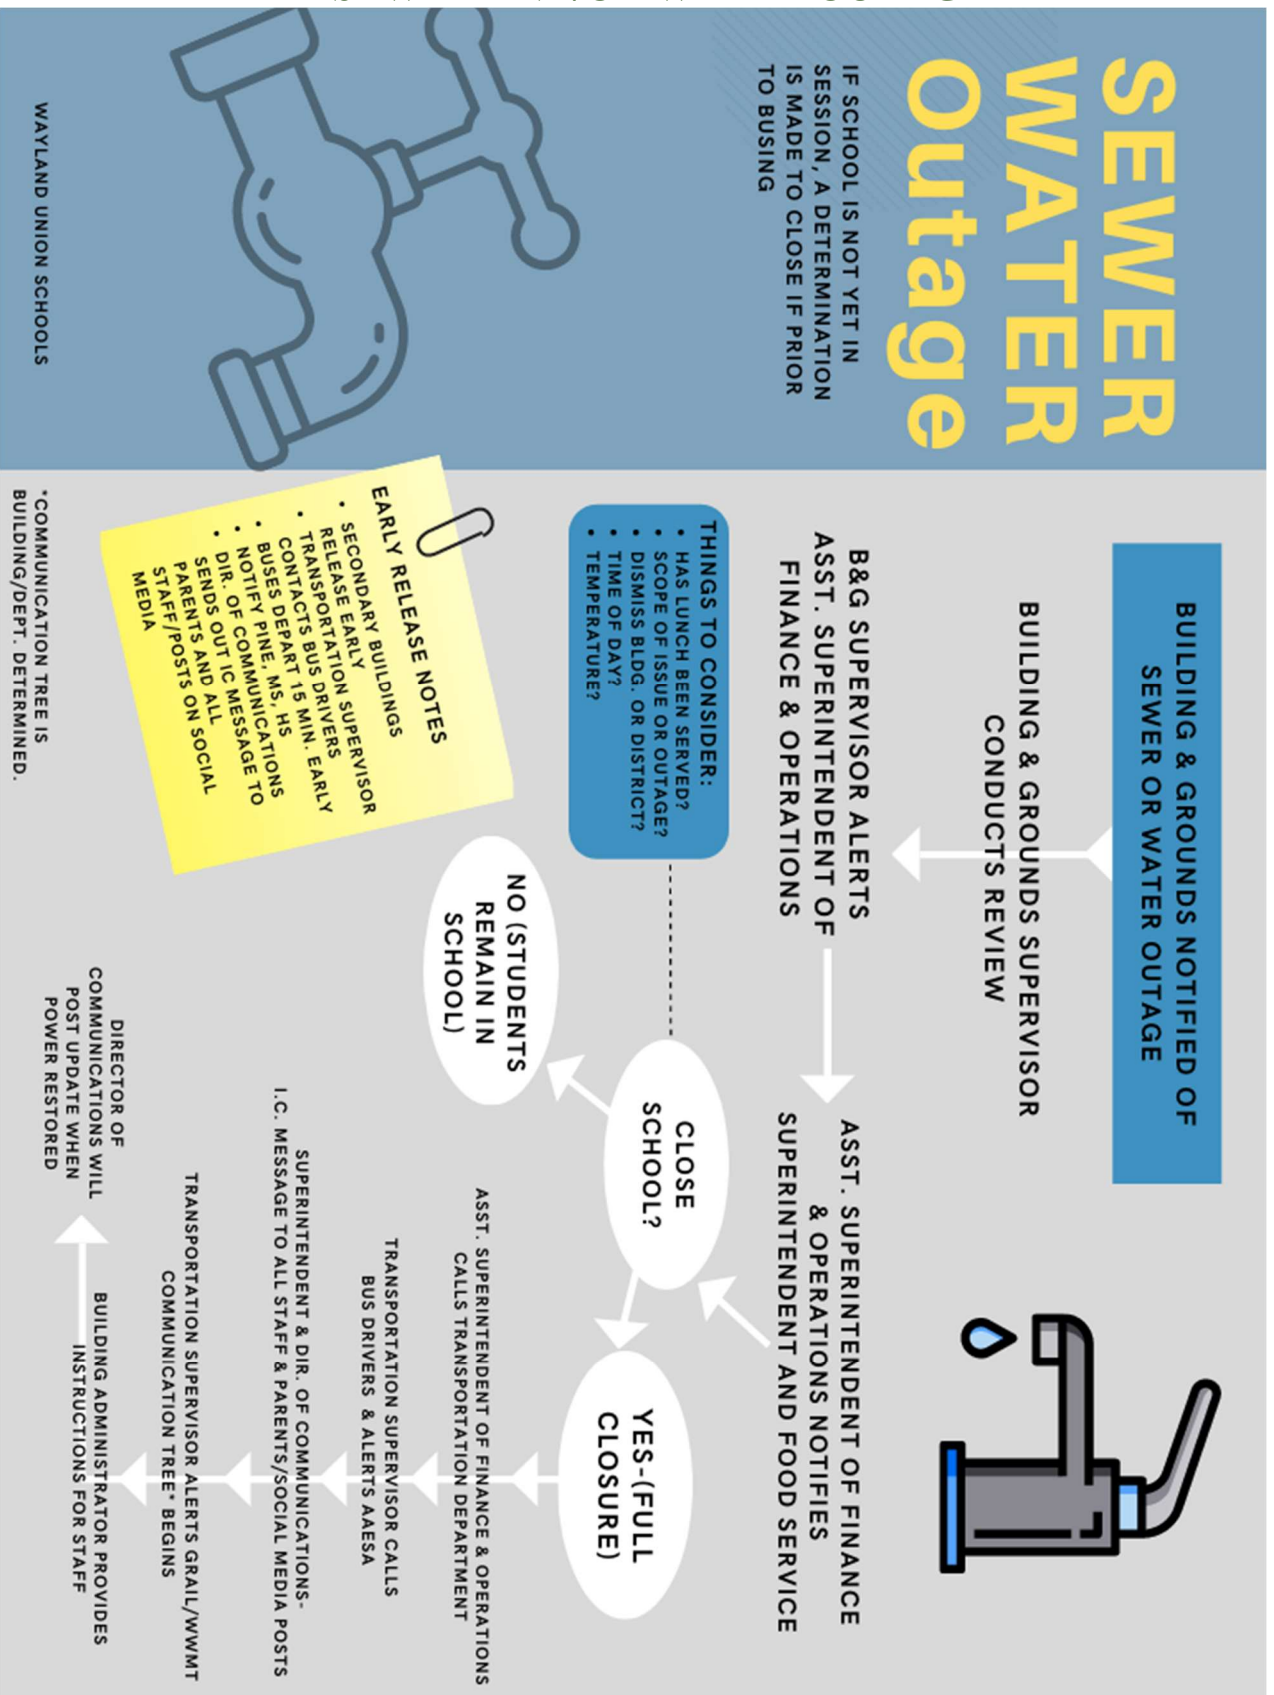 SEWER
WATER
Outage
IF SCHOOL IS NOT YET IN
SESSION, A DETERMINATION
IS MADE TO CLOSE IF PRIOR
TO BUSING
WAYLAND UNION SCHOOLS
BUILDING & GROUNDS NOTIFIED OF
SEWER OR WATER OUTAGE
BUILDING & GROUNDS SUPERVISOR
CONDUCTS REVIEW
B&G SUPERVISOR ALERTS
ASST. SUPERINTENDENT OF
FINANCE & OPERATIONS
ASST. SUPERINTENDENT OF FINANCE
& OPERATIONS NOTIFIES
SUPERINTENDENT AND FOOD SERVICE
THINGS TO CONSIDER:
• HAS LUNCH BEEN SERVED?
• SCOPE OF ISSUE OR OUTAGE?
• DISMISS BLDG. OR DISTRICT?
• TIME OF DAY?
• TEMPERATURE?
CLOSE
SCHOOL?
NO (STUDENTS
REMAIN IN
SCHOOL)
YES-(FULL
CLOSURE)
ASST. SUPERINTENDENT OF FINANCE & OPERATIONS
CALLS TRANSPORTATION DEPARTMENT
TRANSPORTATION SUPERVISOR CALLS
BUS DRIVERS & ALERTS AAESA
SUPERINTENDENT & DIR. OF COMMUNICATIONS-
I.C. MESSAGE TO ALL STAFF & PARENTS/SOCIAL MEDIA POSTS
TRANSPORTATION SUPERVISOR ALERTS GRAIL/WWMT
COMMUNICATION TREE* BEGINS
BUILDING ADMINISTRATOR PROVIDES
INSTRUCTIONS FOR STAFF
DIRECTOR OF
COMMUNICATIONS WILL
POST UPDATE WHEN
POWER RESTORED
EARLY RELEASE NOTES
• SECONDARY BUILDINGS
RELEASE EARLY
• TRANSPORTATION SUPERVISOR
CONTACTS BUS DRIVERS
• BUSES DEPART 15 MIN. EARLY
• NOTIFY PINE, MS, HS
• DIR. OF COMMUNICATIONS
SENDS OUT IC MESSAGE TO
PARENTS AND ALL
STAFF/POSTS ON SOCIAL
MEDIA
*COMMUNICATION TREE IS
BUILDING/DEPT. DETERMINED.